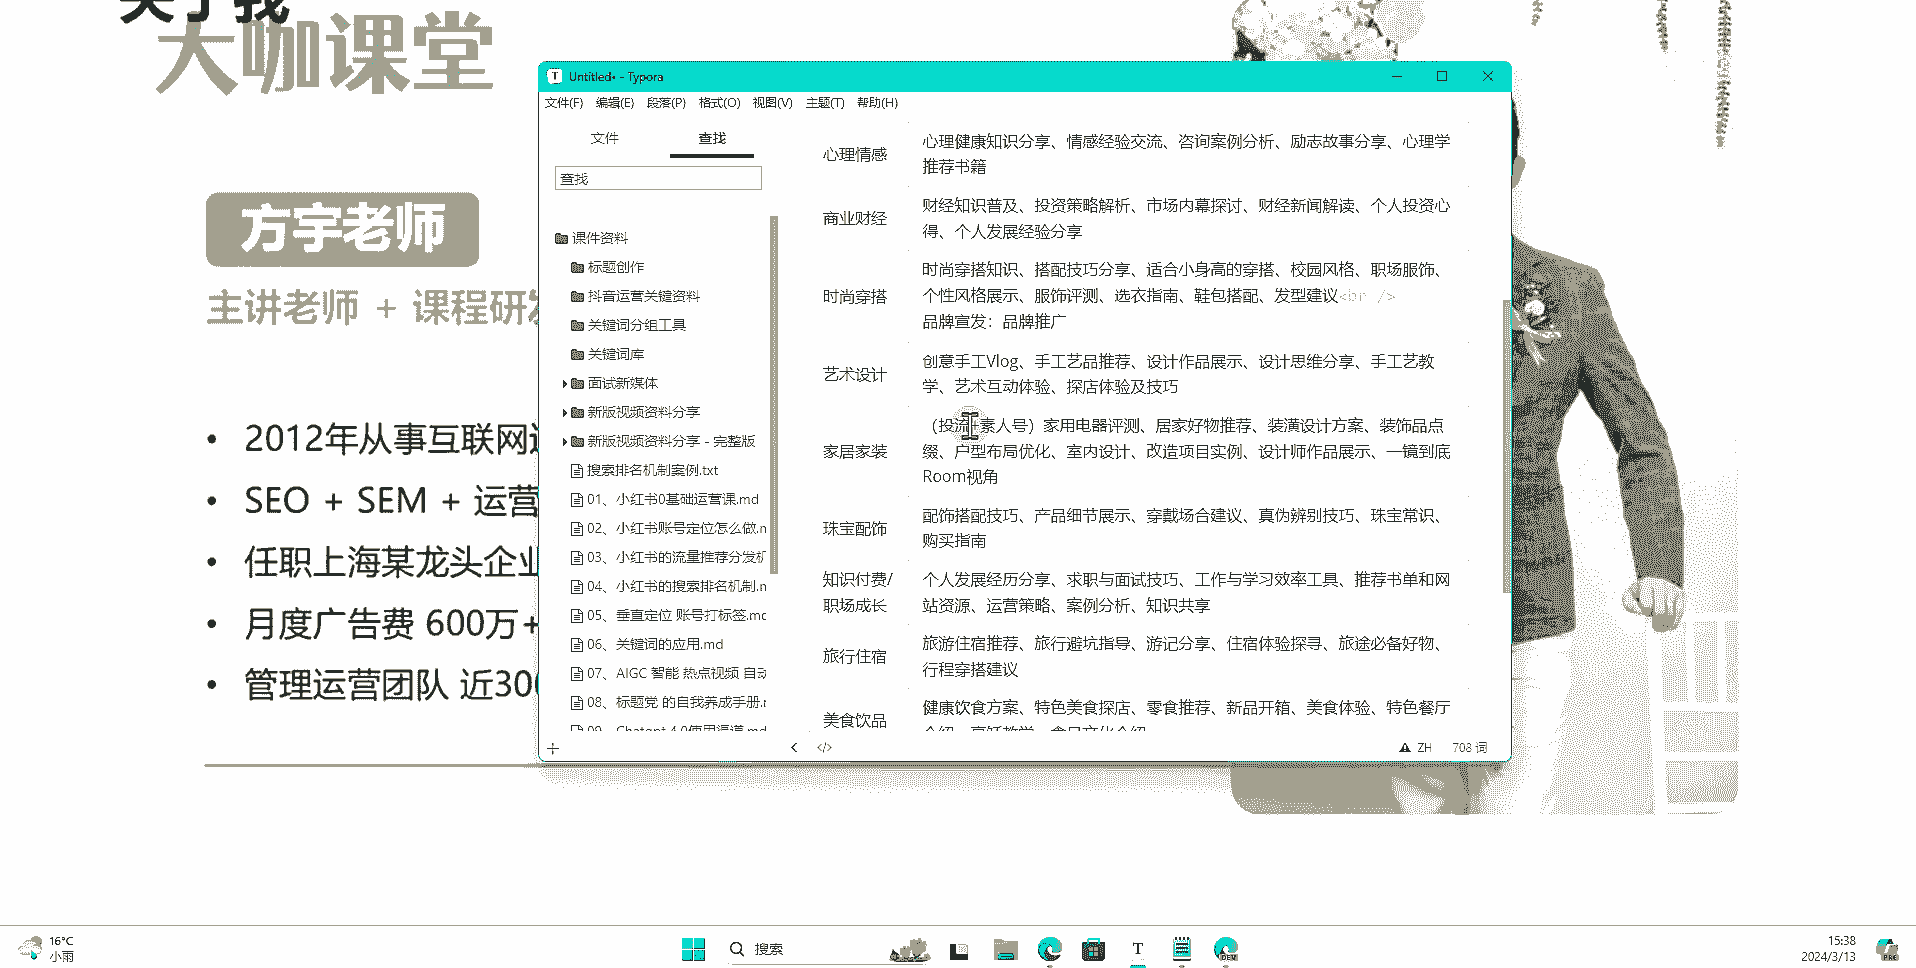 大咖课堂
方宇老师
主讲老师 + 课程研发
2012年从事互联网
SEO + SEM + 运营
任职上海某龙头企业
月度广告费 600万+
管理运营团队 近300
Untitled• - Typora
文件(F) 编辑(E) 段落(P) 格式(O) 视图(V) 主题(T) 帮助(H)
文件 查找
查找
课件资料
标题创作
抖音运营关键资料
关键词分组工具
关键词库
面试新媒体
新版视频资料分享
新版视频资料分享 - 完整版
搜索排名机制案例.txt
01、小红书0基础运营课.md
02、小红书账号定位怎么做.m
03、小红书的流量推荐分发机
04、小红书的搜索排名机制.m
05、垂直定位 账号打标签.md
06、关键词的应用.md
07、AIGC 智能 热点视频 自动
08、标题党 的自我养成手册.m
09、Chatgpt 4.0使用渠道.md
心理情感
心理健康知识分享、情感经验交流、咨询案例分析、励志故事分享、心理学
推荐书籍
商业财经
财经知识普及、投资策略解析、市场内幕探讨、财经新闻解读、个人投资心
得、个人发展经验分享
时尚穿搭
时尚穿搭知识、搭配技巧分享、适合小身高的穿搭、校园风格、职场服饰、
个性风格展示、服饰评测、选衣指南、鞋包搭配、发型建议<br />
品牌宣发：品牌推广
艺术设计
创意手工Vlog、手工艺品推荐、设计作品展示、设计思维分享、手工艺教
学、艺术互动体验、探店体验及技巧
家居家装
（投流+素人号）家用电器评测、居家好物推荐、装潢设计方案、装饰品点
缀、户型布局优化、室内设计、改造项目实例、设计师作品展示、一镜到底
Room视角
珠宝配饰
配饰搭配技巧、产品细节展示、穿戴场合建议、真伪辨别技巧、珠宝常识、
购买指南
知识付费/
职场成长
个人发展经历分享、求职与面试技巧、工作与学习效率工具、推荐书单和网
站资源、运营策略、案例分析、知识共享
旅行住宿
旅游住宿推荐、旅行避坑指导、游记分享、住宿体验探寻、旅途必备好物、
行程穿搭建议
美食饮品
健康饮食方案、特色美食探店、零食推荐、新品开箱、美食体验、特色餐厅
介绍、烹饪教学、食品文化介绍
ZH 708 词
16°C
小雨
搜索
15:38
2024/3/13